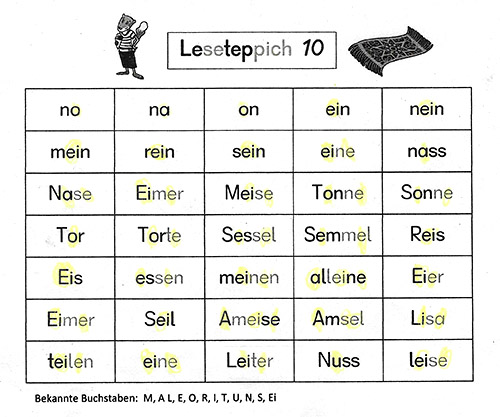 Leseteppich 10
no na on ein nein
mein rein sein eine nass
Nase Eimer Meise Tonne Sonne
Tor Torte Sessel Semmel Reis
Eis essen meinen alleine Eier
Eimer Seil Ameise Amsel Lisa
teilen eine Leiter Nuss leise
Bekannte Buchstaben: M, A L, E, O, R, I, T, U, N, S, Ei